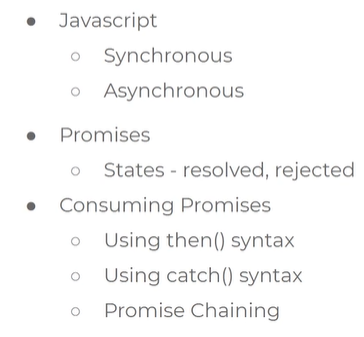 ● Javascript
○ Synchronous
○ Asynchronous
● Promises
○ States - resolved, rejected
● Consuming Promises
○ Using then() syntax
○ Using catch() syntax
○ Promise Chaining